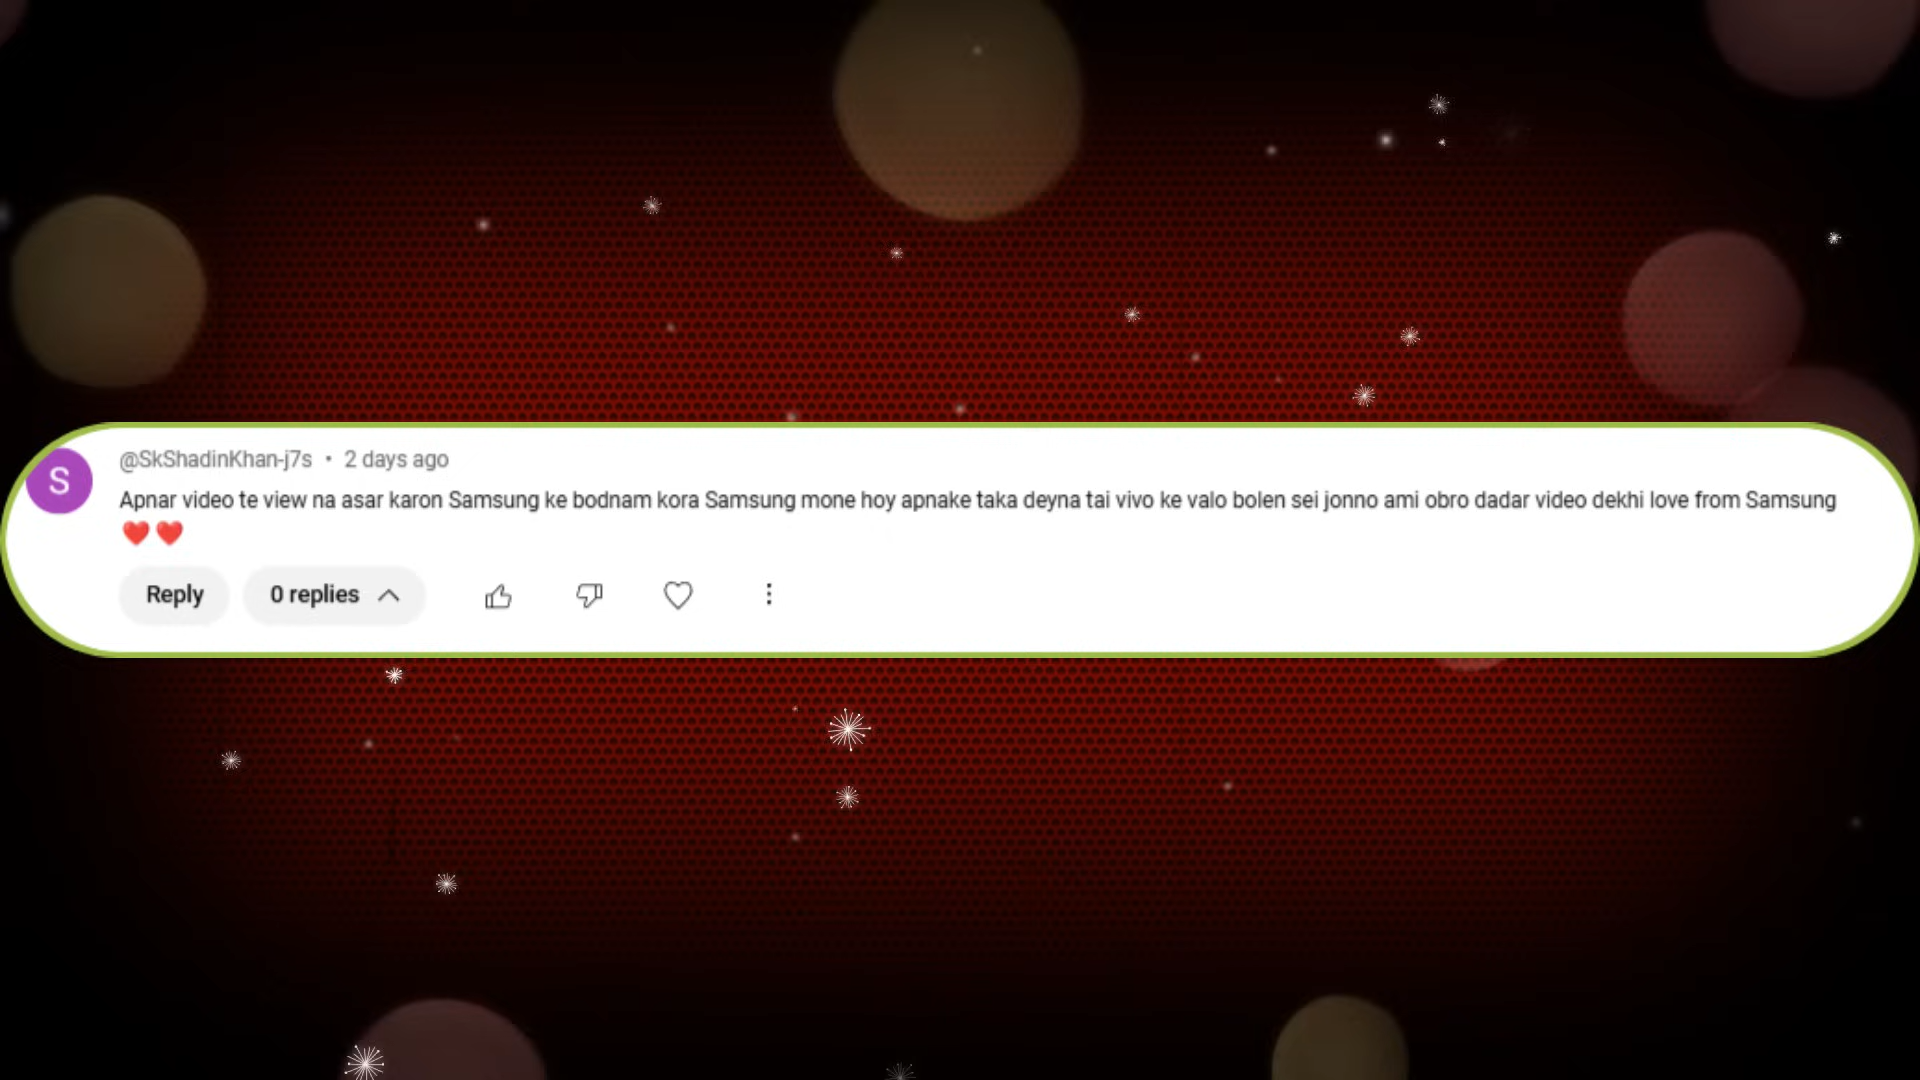 @SkShadinKhan-j7s • 2 days ago
S
Apnar video te view na asar karon Samsung ke bodnam kora Samsung mone hoy apnake taka deyna tai vivo ke valo bolen sei jonno ami obro dadar video dekhi love from Samsung
❤️❤️
Reply 0 replies